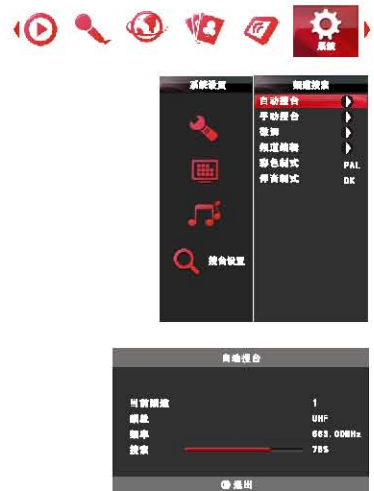 系统
系统设置
频道搜索
自动搜台
手动搜台
微调
频道编辑
彩色制式 PAL
伴音制式 DK
搜台设置
自动搜台
当前频道 1
频段 UHF
频率 663.00MHz
搜索 78%
退出